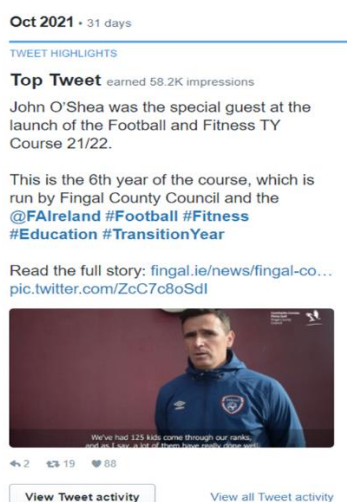 Oct 2021 • 31 days
TWEET HIGHLIGHTS
Top Tweet earned 58.2K impressions
John O'Shea was the special guest at the
launch of the Football and Fitness TY
Course 21/22.
This is the 6th year of the course, which is
run by Fingal County Council and the
@FAIreland #Football #Fitness
#Education #TransitionYear
Read the full story: fingal.ie/news/fingal-co…
pic.twitter.com/ZcC7c8oSdI
We've had 125 kids come through our ranks,
and as I say, a lot of them have really done well.
2 19 88
View Tweet activity
View all Tweet activity